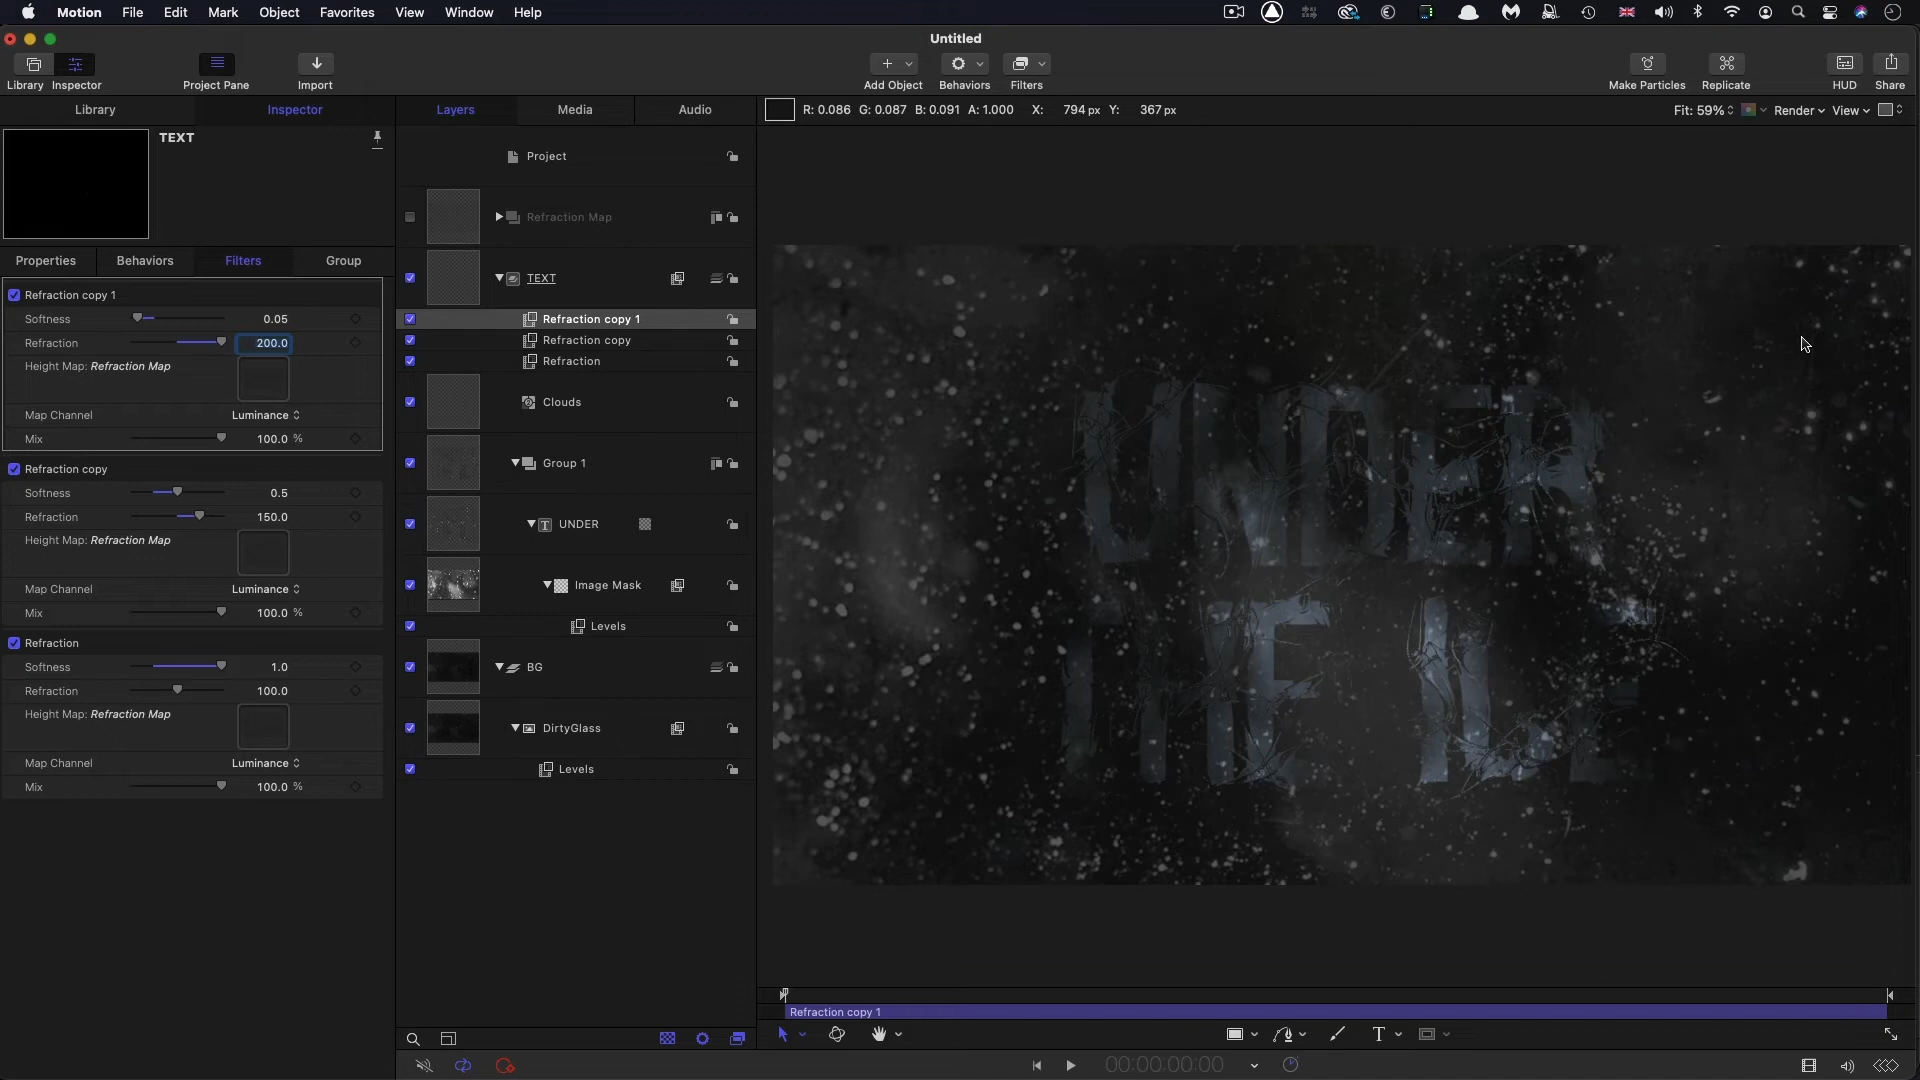 Motion File Edit Mark Object Favorites View Window Help
Untitled
Library Inspector Project Pane Import Add Object Behaviors Filters Make Particles Replicate HUD Share
Library Inspector Layers Media Audio
R: 0.086 G: 0.087 B: 0.091 A: 1.000 X: 794 px Y: 367 px
Fit: 59% Render View
TEXT
Properties Behaviors Filters Group
Refraction copy 1
Softness 0.05
Refraction 200.0
Height Map: Refraction Map
Map Channel Luminance
Mix 100.0 %
Refraction copy
Softness 0.5
Refraction 150.0
Height Map: Refraction Map
Map Channel Luminance
Mix 100.0 %
Refraction
Softness 1.0
Refraction 100.0
Height Map: Refraction Map
Map Channel Luminance
Mix 100.0 %
Project
Refraction Map
TEXT
Refraction copy 1
Refraction copy
Refraction
Clouds
Group 1
T UNDER
Image Mask
Levels
BG
DirtyGlass
Levels
UNDER
THE ICE
Refraction copy 1
T
00:00:00:00